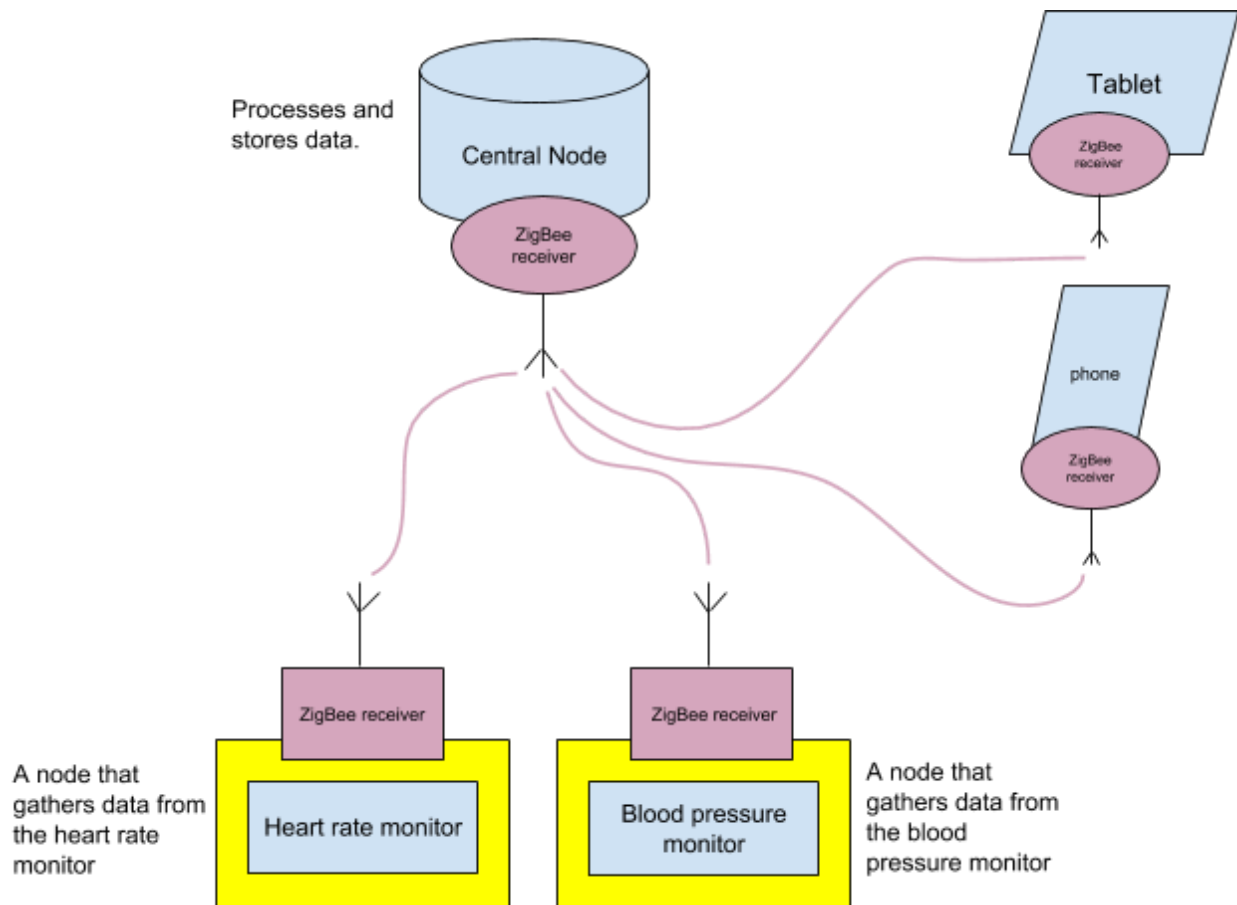 Processes and
stores data.
Central Node
ZigBee
receiver
Tablet
ZigBee
receiver
phone
ZigBee
receiver
ZigBee receiver
Heart rate monitor
A node that
gathers data from
the heart rate
monitor
ZigBee receiver
Blood pressure
monitor
A node that
gathers data from
the blood
pressure monitor